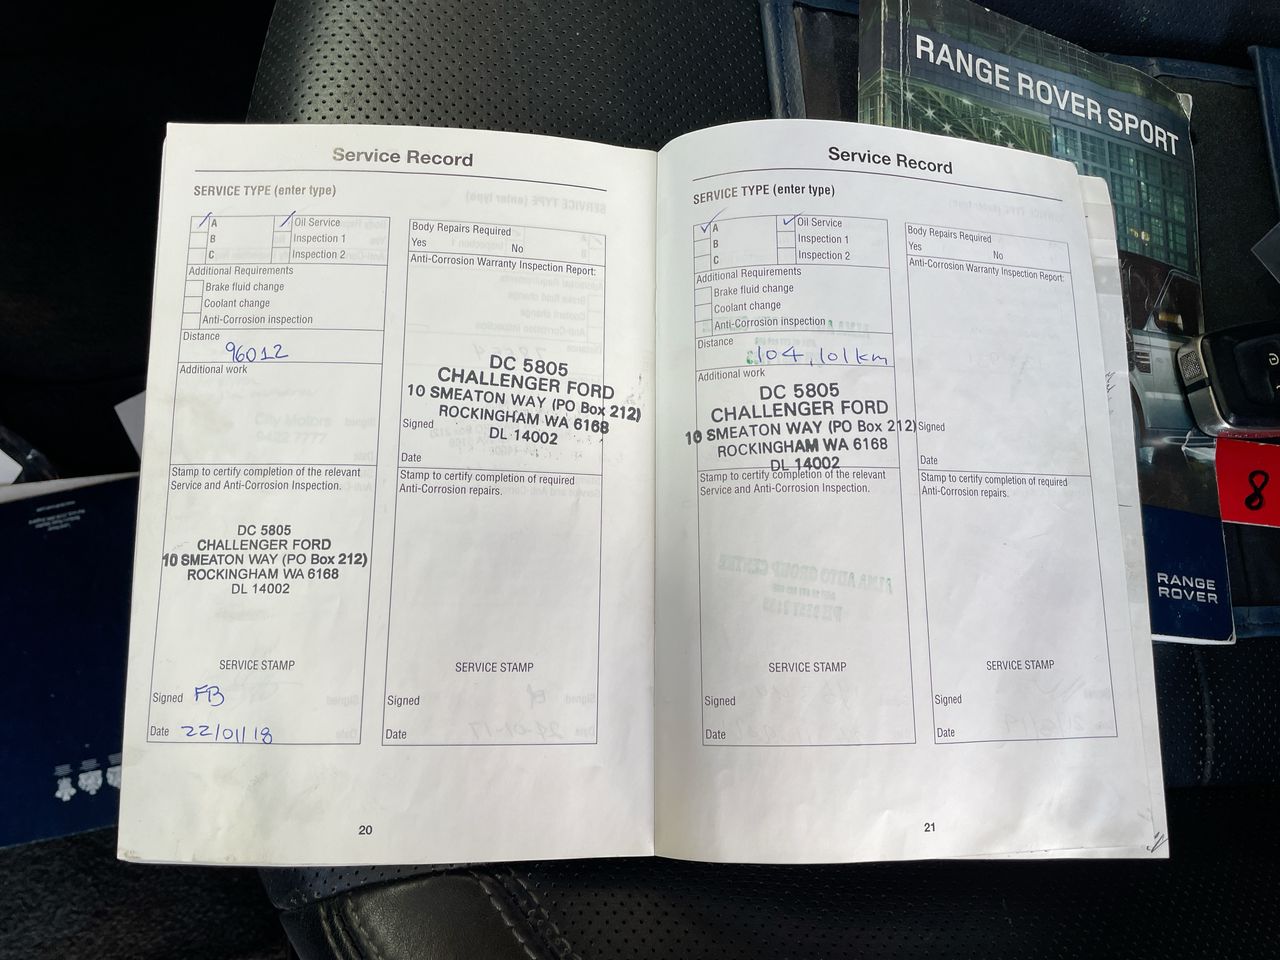 RANGE ROVER SPORT
Service Record
SERVICE TYPE (enter type)
A Oil Service
B Inspection 1
C Inspection 2
Additional Requirements
Brake fluid change
Coolant change
Anti-Corrosion inspection
Distance
96012
Additional work
Stamp to certify completion of the relevant
Service and Anti-Corrosion Inspection.
DC 5805
CHALLENGER FORD
10 SMEATON WAY (PO Box 212)
ROCKINGHAM WA 6168
DL 14002
SERVICE STAMP
Signed FB
Date 22/01/18
Body Repairs Required
Yes No
Anti-Corrosion Warranty Inspection Report:
DC 5805
CHALLENGER FORD
10 SMEATON WAY (PO Box 212)
ROCKINGHAM WA 6168
DL 14002
Signed
Date
Stamp to certify completion of required
Anti-Corrosion repairs.
SERVICE STAMP
Signed
Date
20
Service Record
SERVICE TYPE (enter type)
A Oil Service
B Inspection 1
C Inspection 2
Additional Requirements
Brake fluid change
Coolant change
Anti-Corrosion inspection
Distance
104,101km
Additional work
DC 5805
CHALLENGER FORD
10 SMEATON WAY (PO Box 212)
ROCKINGHAM WA 6168
DL 14002
Stamp to certify completion of the relevant
Service and Anti-Corrosion Inspection.
SERVICE STAMP
Signed
Date
Body Repairs Required
Yes No
Anti-Corrosion Warranty Inspection Report:
Signed
Date
Stamp to certify completion of required
Anti-Corrosion repairs.
SERVICE STAMP
Signed
Date
21
8
RANGE
ROVER